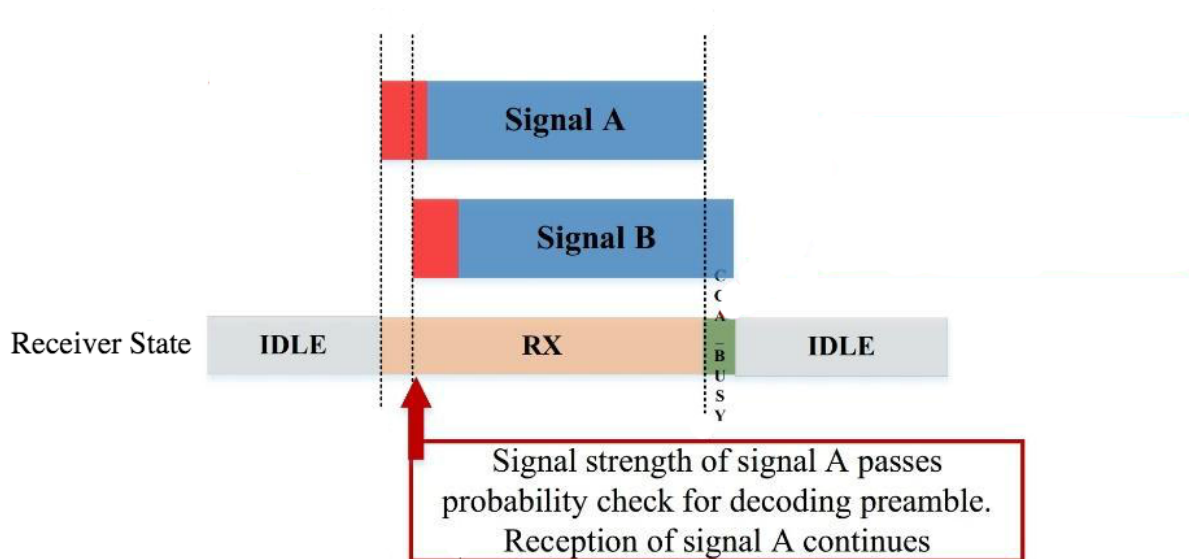 Signal A
Signal B
Receiver State
IDLE
RX
CCA_BUSY
IDLE
Signal strength of signal A passes
probability check for decoding preamble.
Reception of signal A continues